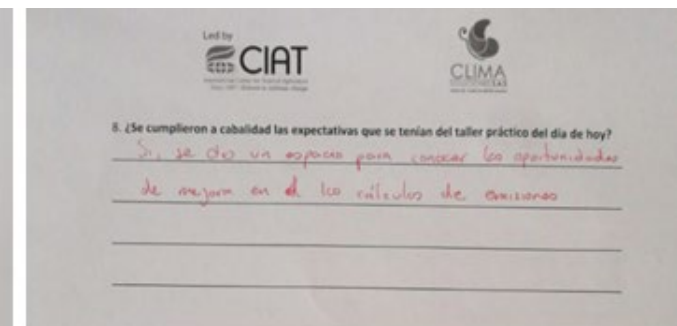 Led by
CIAT
CLIMA
8. ¿Se cumplieron a cabalidad las expectativas que se tenían del taller práctico del día de hoy?
Si, se dio un espacio para conocer las oportunidades
de mejora en los cálculos de emisiones